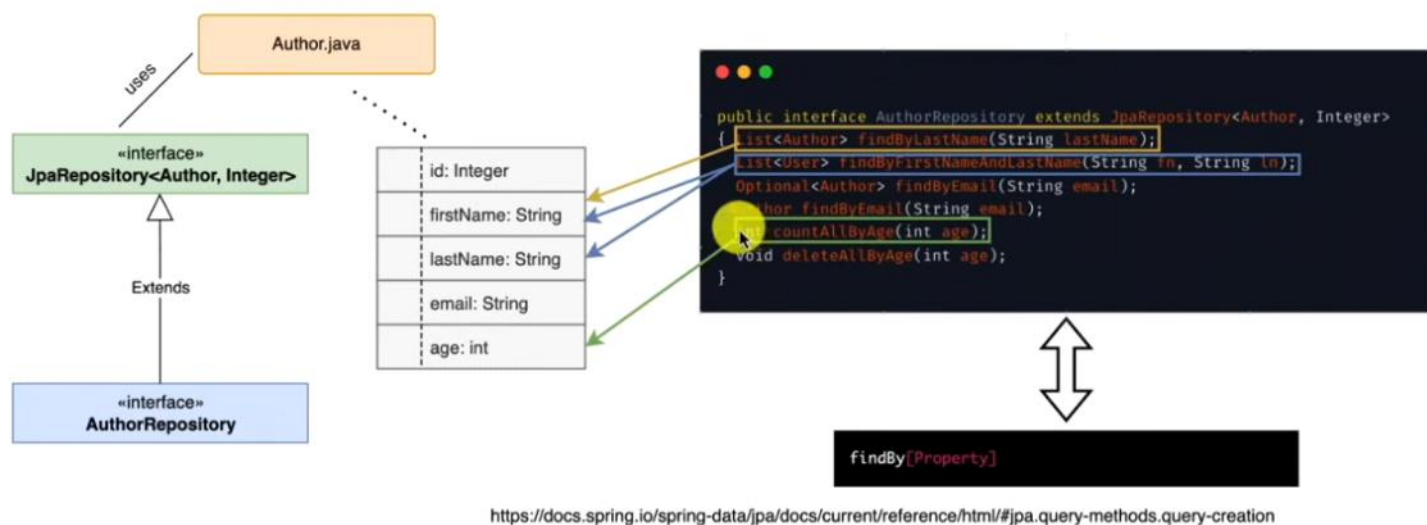 Author.java
uses
«interface»
JpaRepository<Author, Integer>
Extends
«interface»
AuthorRepository
id: Integer
firstName: String
lastName: String
email: String
age: int
public interface AuthorRepository extends JpaRepository<Author, Integer>
{ List<Author> findByLastName(String lastName);
List<User> findByFirstNameAndLastName(String fn, String ln);
Optional<Author> findByEmail(String email);
Author findByEmail(String email);
int countAllByAge(int age);
void deleteAllByAge(int age);
}
findBy[Property]
https://docs.spring.io/spring-data/jpa/docs/current/reference/html/#jpa.query-methods.query-creation